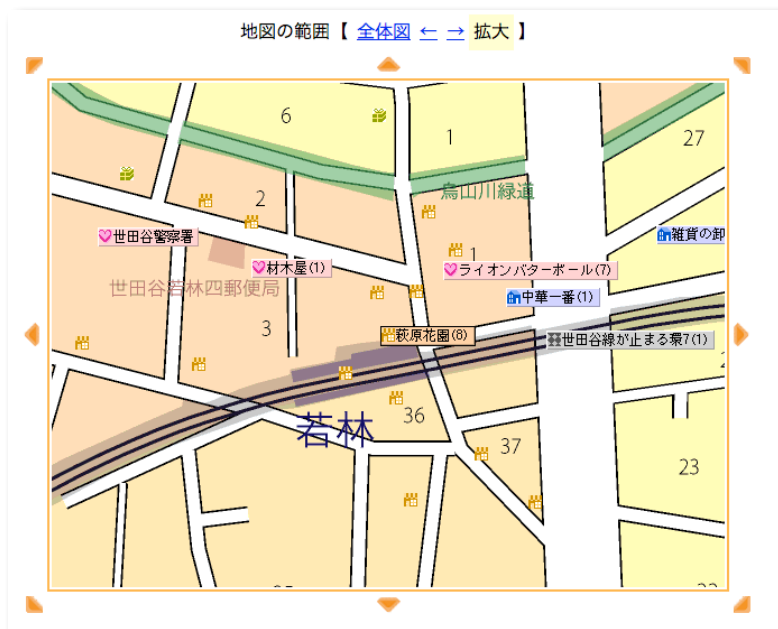 地図の範囲【 全体図 ← → 拡大 】
6
1
27
2
烏山川緑道
世田谷警察署
雑貨の卸
1
材木屋(1)
ライオンバターボール(7)
世田谷若林四郵便局
中華一番(1)
3
萩原花園(8)
世田谷線が止まる環7(1)
36
若林
37
23